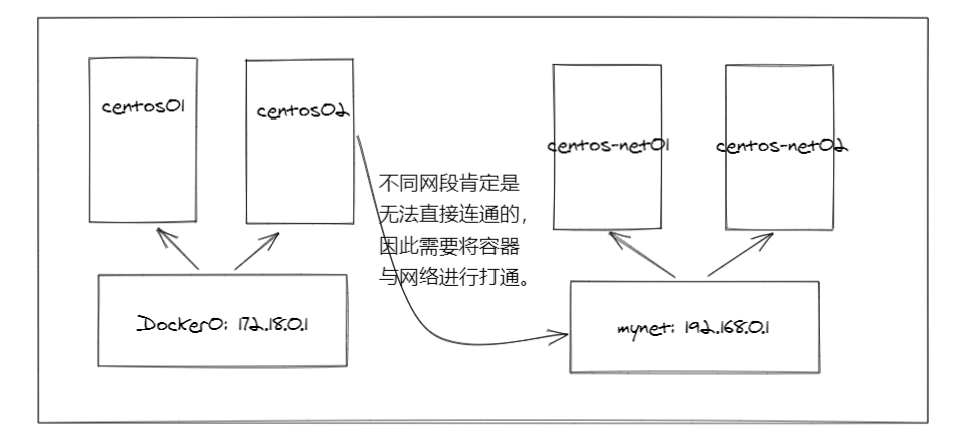 centos01
centos02
centos-net01
centos-net02
不同网段肯定是
无法直接连通的，
因此需要将容器
与网络进行打通。
Docker0: 172.18.0.1
mynet: 192.168.0.1